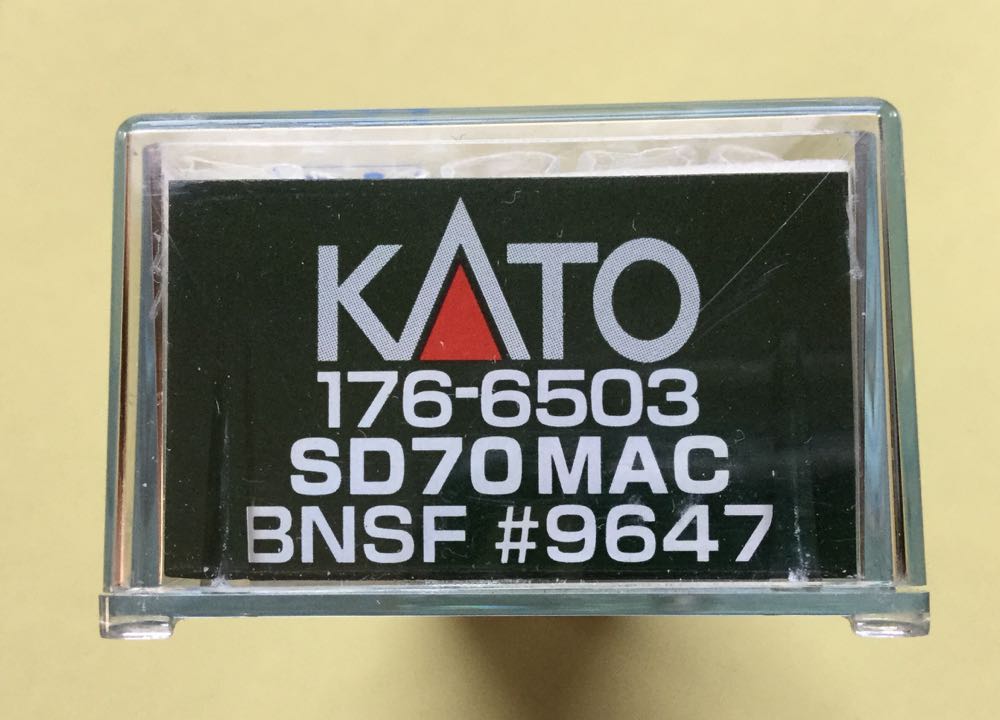 KATO
176-6503
SD70MAC
BNSF #9647